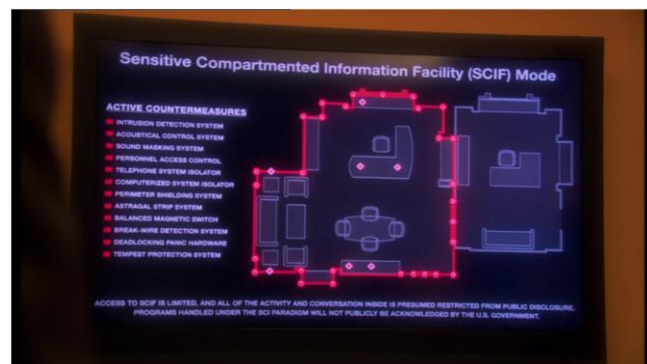 Sensitive Compartmented Information Facility (SCIF) Mode
ACTIVE COUNTERMEASURES
INTRUSION DETECTION SYSTEM
ACOUSTICAL CONTROL SYSTEM
SOUND MASKING SYSTEM
PERSONNEL ACCESS CONTROL
TELEPHONE SYSTEM ISOLATOR
COMPUTERIZED SYSTEM ISOLATOR
PERIMETER SHIELDING SYSTEM
ASTRAGAL STRIP SYSTEM
BALANCED MAGNETIC SWITCH
BREAK-WIRE DETECTION SYSTEM
DEADLOCKING PANIC HARDWARE
TEMPEST PROTECTION SYSTEM
ACCESS TO SCIF IS LIMITED, AND ALL OF THE ACTIVITY AND CONVERSATION INSIDE IS PRESUMED RESTRICTED FROM PUBLIC DISCLOSURE.
PROGRAMS HANDLED UNDER THE SCI PARADIGM WILL NOT PUBLICLY BE ACKNOWLEDGED BY THE U.S. GOVERNMENT.